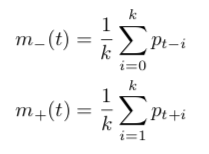 m_-(t) = \frac{1}{k} \sum_{i=0}^{k} p_{t-i}
m_+(t) = \frac{1}{k} \sum_{i=1}^{k} p_{t+i}